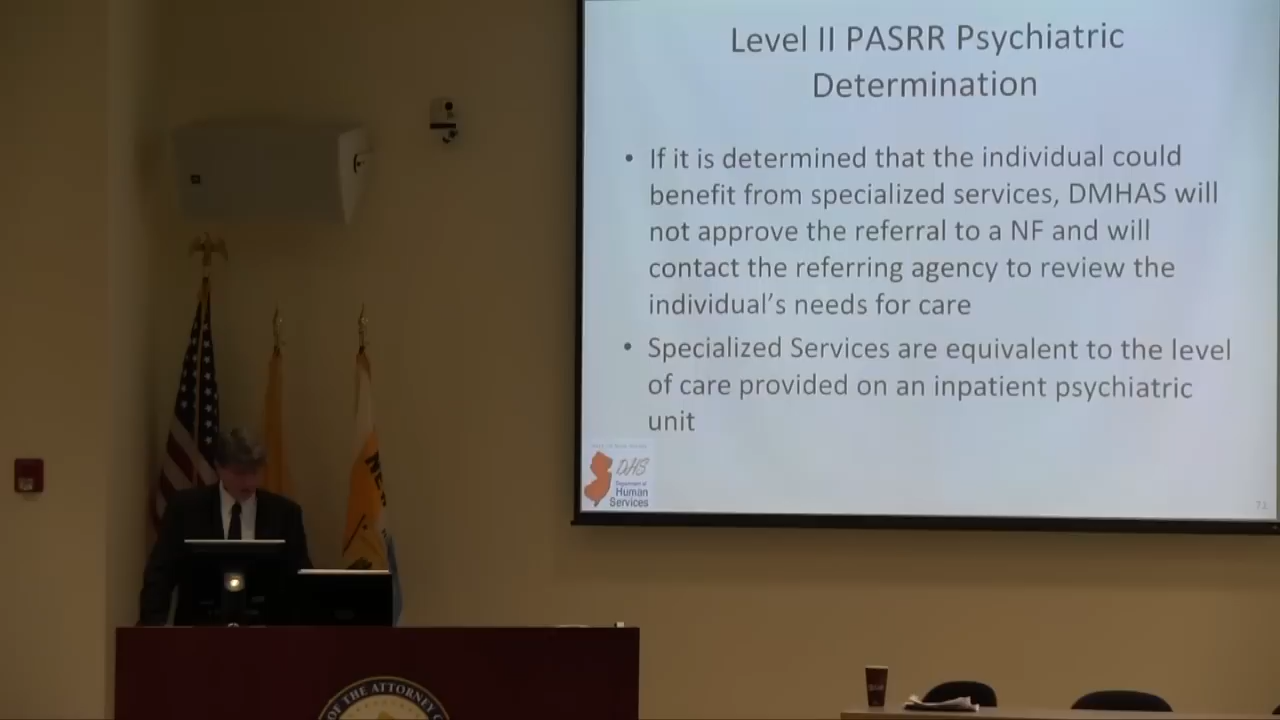 Level II PASRR Psychiatric
Determination
• If it is determined that the individual could
benefit from specialized services, DMHAS will
not approve the referral to a NF and will
contact the referring agency to review the
individual's needs for care
• Specialized Services are equivalent to the level
of care provided on an inpatient psychiatric
unit
DHS
Department of
Human
Services
OF THE ATTORNEY